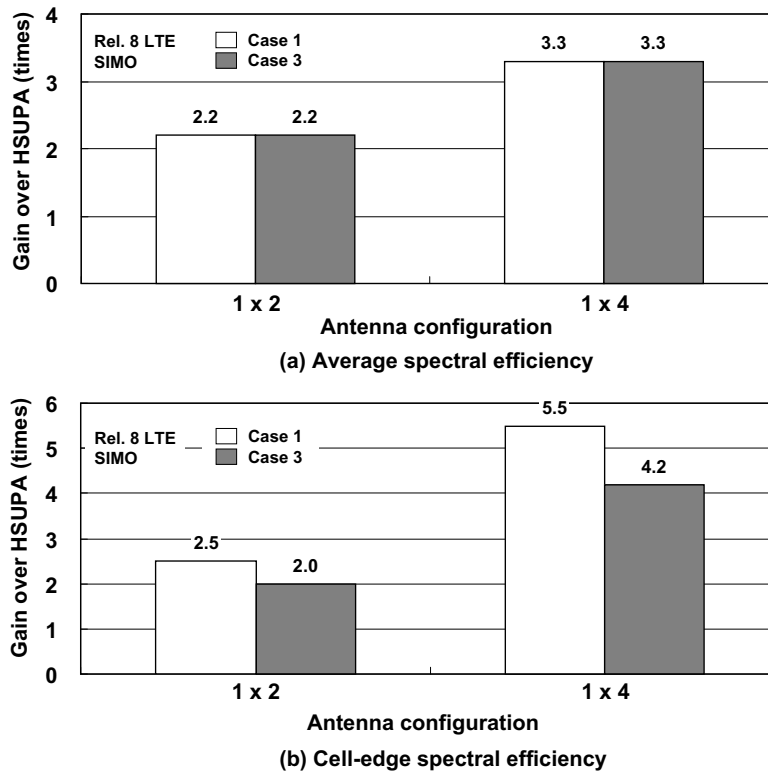 4
3
2
1
0
Gain over HSUPA (times)
Rel. 8 LTE
SIMO
Case 1
Case 3
2.2
2.2
3.3
3.3
1 x 2
1 x 4
Antenna configuration
(a) Average spectral efficiency
6
5
4
3
2
1
0
Gain over HSUPA (times)
Rel. 8 LTE
SIMO
Case 1
Case 3
2.5
2.0
5.5
4.2
1 x 2
1 x 4
Antenna configuration
(b) Cell-edge spectral efficiency